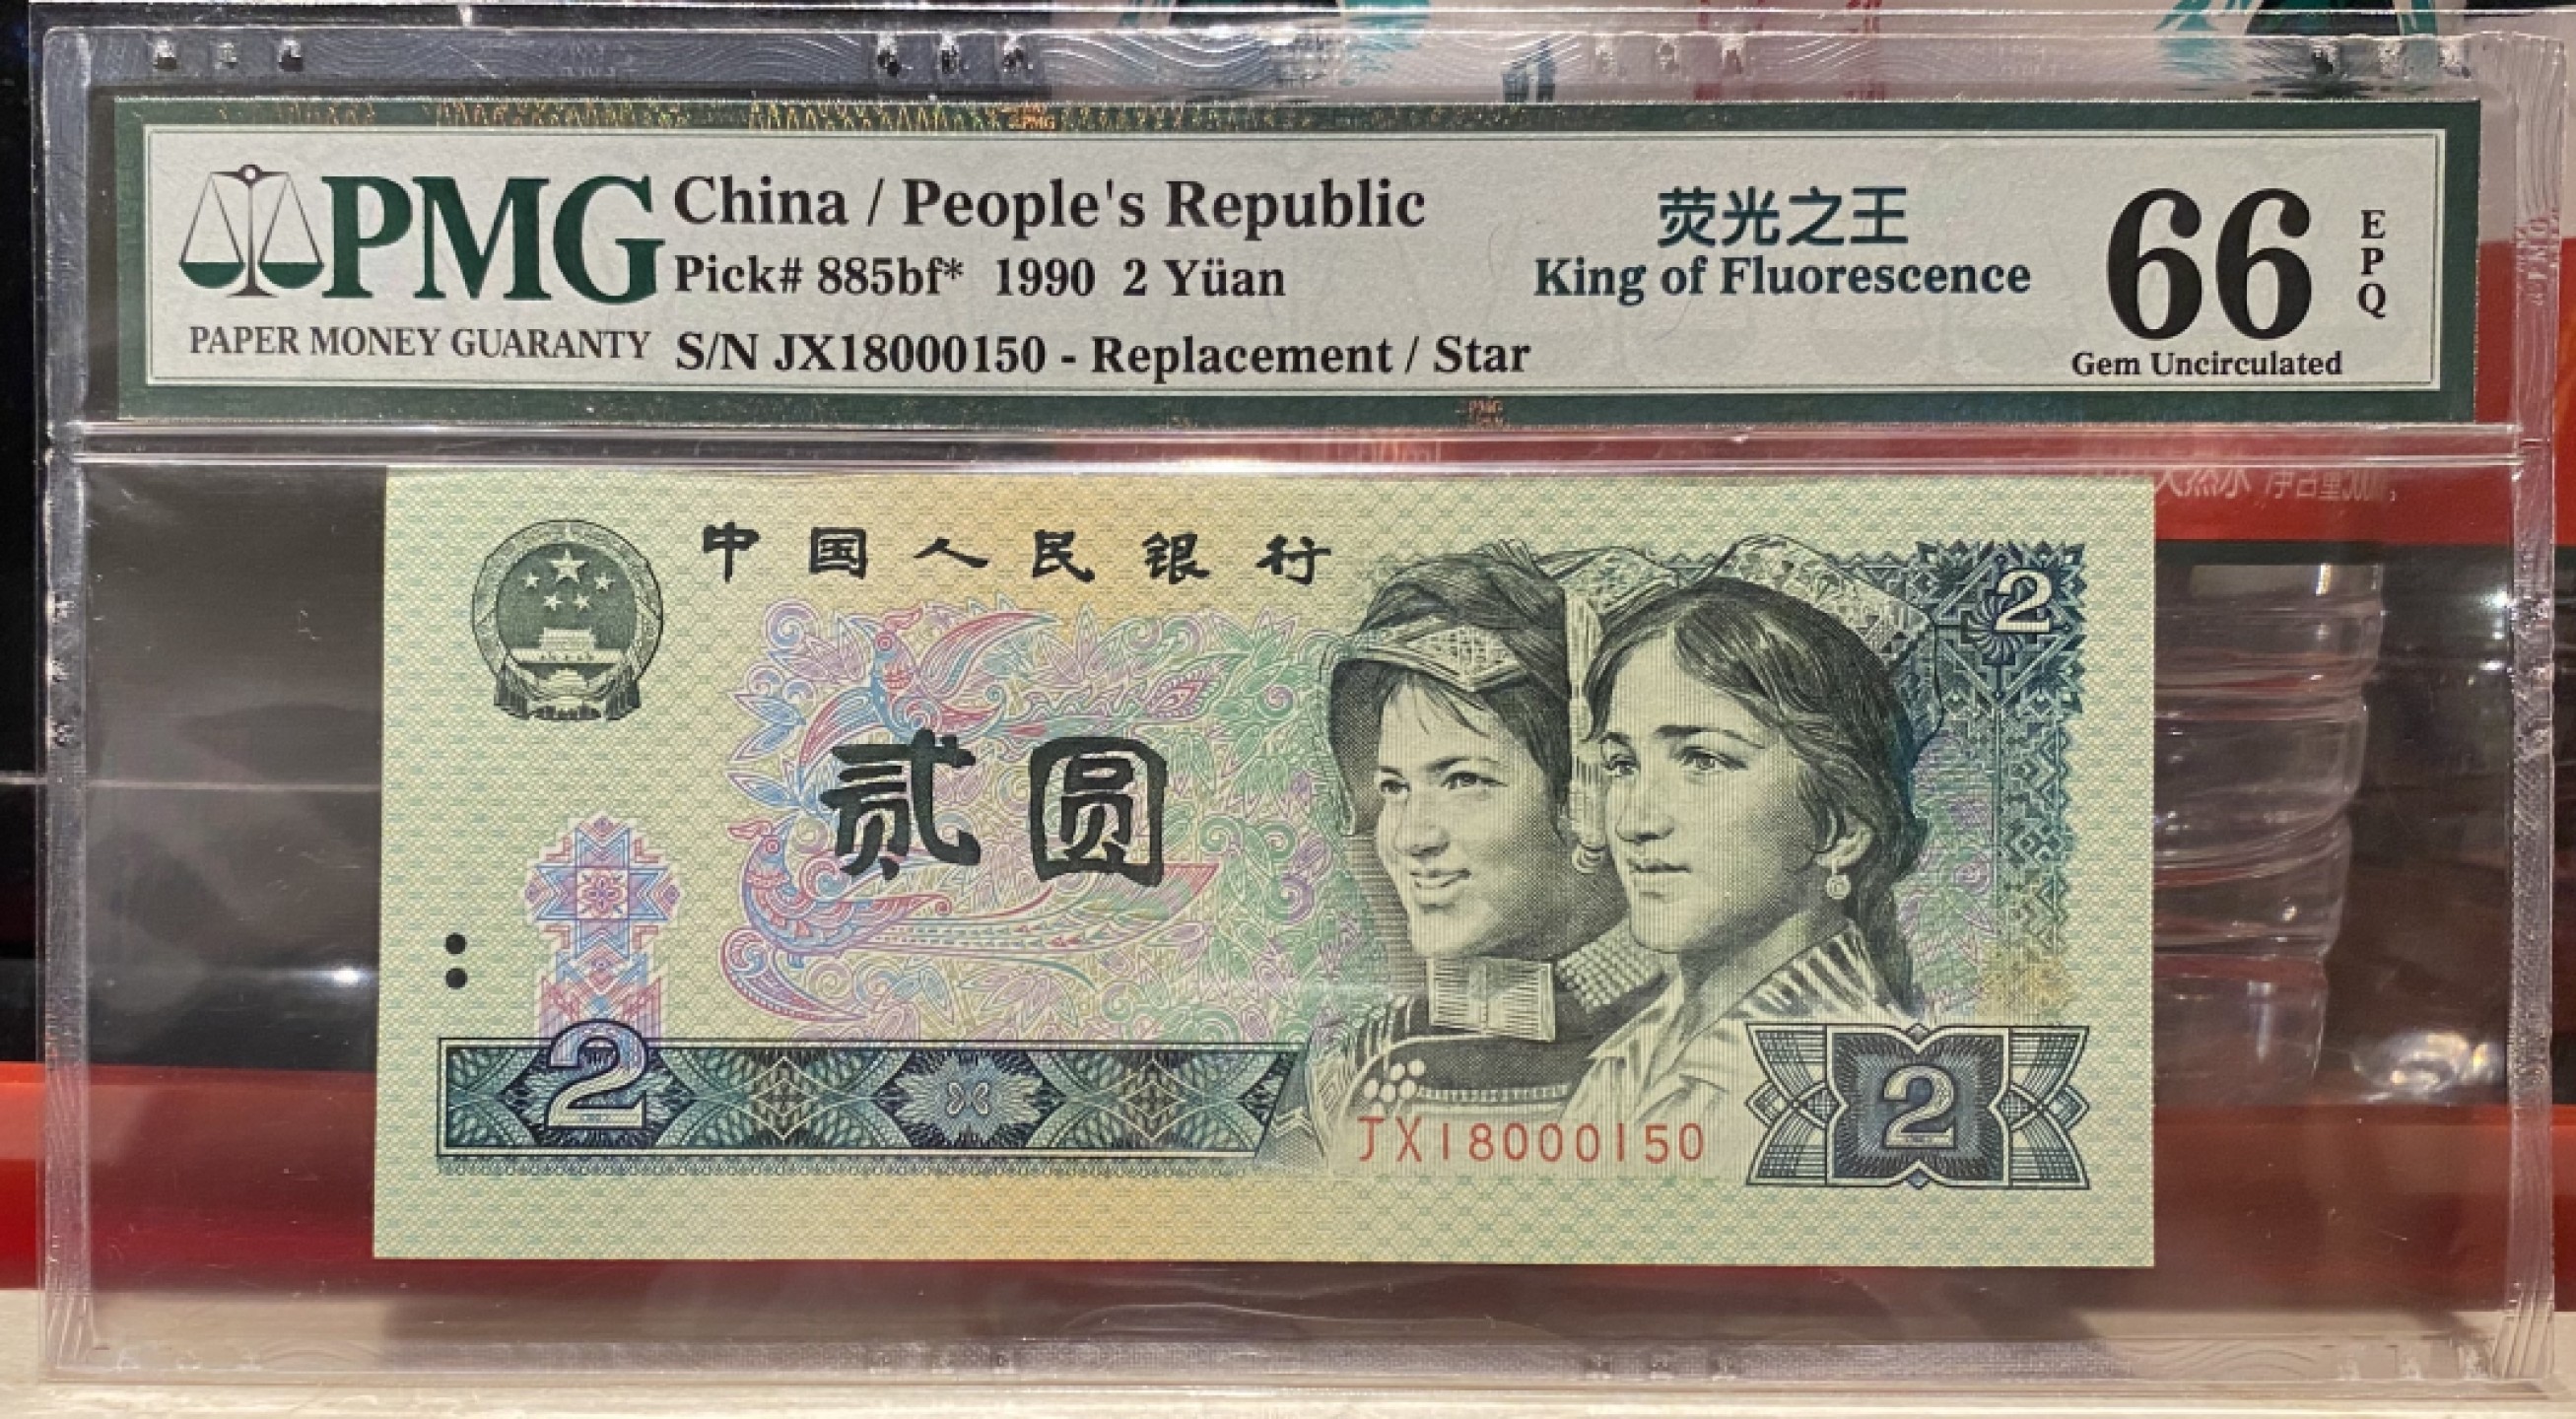 PMG
PAPER MONEY GUARANTY
China / People's Republic
Pick# 885bf* 1990 2 Yüan
S/N JX18000150 - Replacement / Star
荧光之王
King of Fluorescence
66
EPQ
Gem Uncirculated
中国人民银行
2
贰圆
2
2
JX18000150